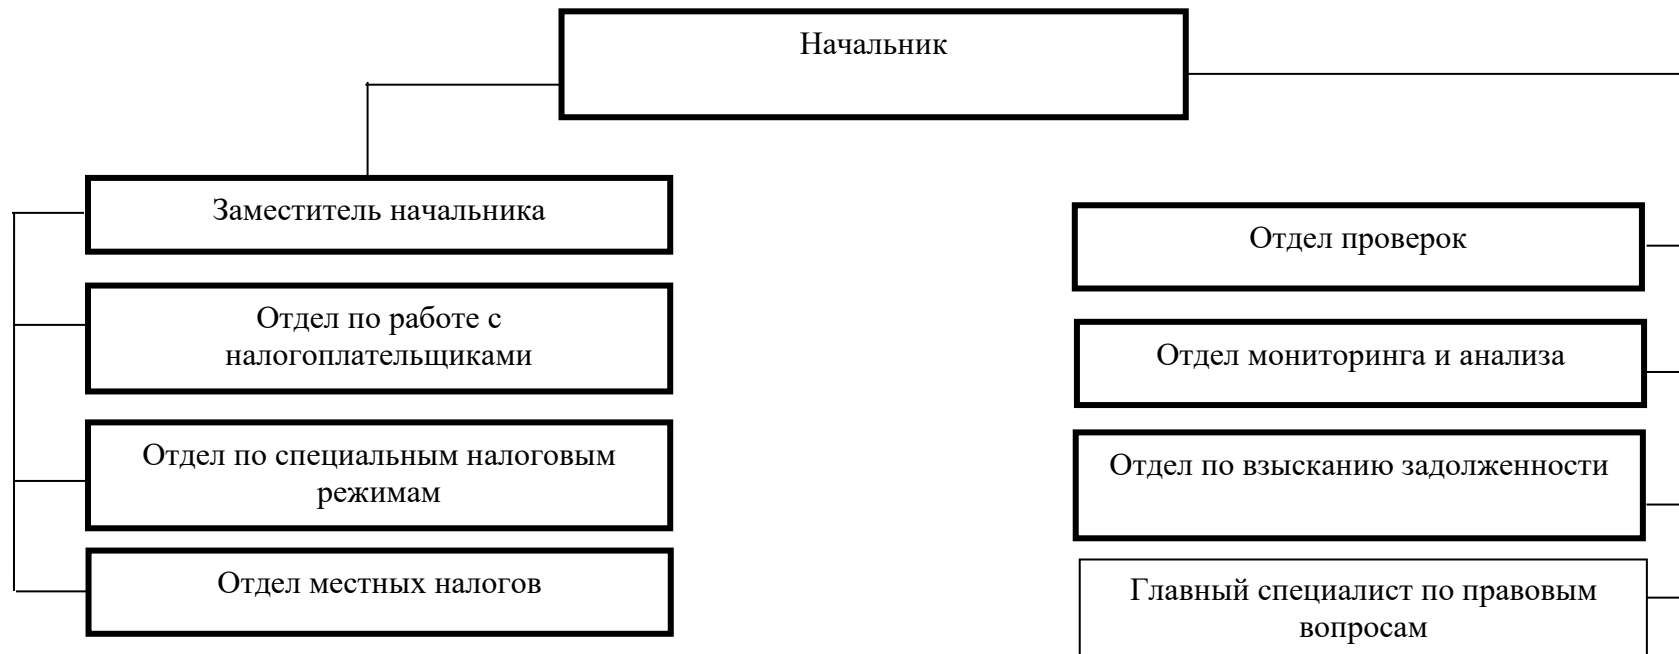 Начальник
Заместитель начальника
Отдел по работе с
налогоплательщиками
Отдел по специальным налоговым
режимам
Отдел местных налогов
Отдел проверок
Отдел мониторинга и анализа
Отдел по взысканию задолженности
Главный специалист по правовым
вопросам